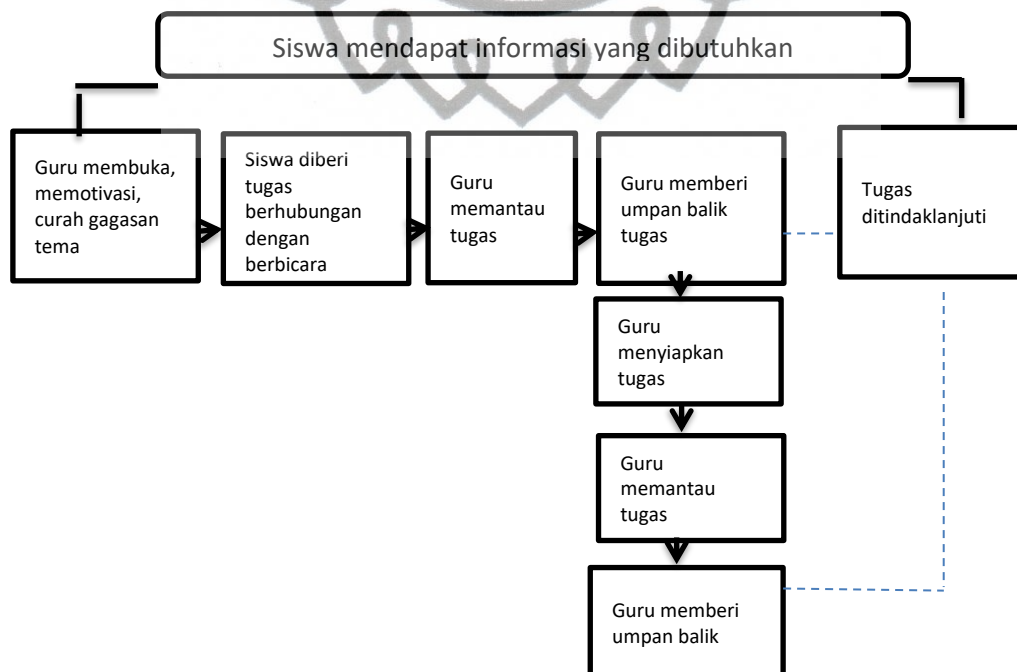 Siswa mendapat informasi yang dibutuhkan
Guru membuka,
memotivasi,
curah gagasan
tema
Siswa diberi
tugas
berhubungan
dengan
berbicara
Guru
memantau
tugas
Guru memberi
umpan balik
tugas
Tugas
ditindaklanjuti
Guru
menyiapkan
tugas
Guru
memantau
tugas
Guru memberi
umpan balik